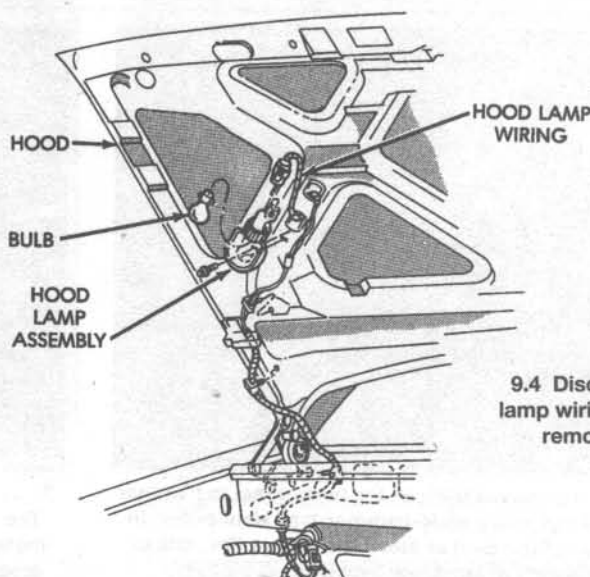 HOOD LAMP
WIRING
HOOD
BULB
HOOD
LAMP
ASSEMBLY
9.4 Disc
lamp wiri
remo